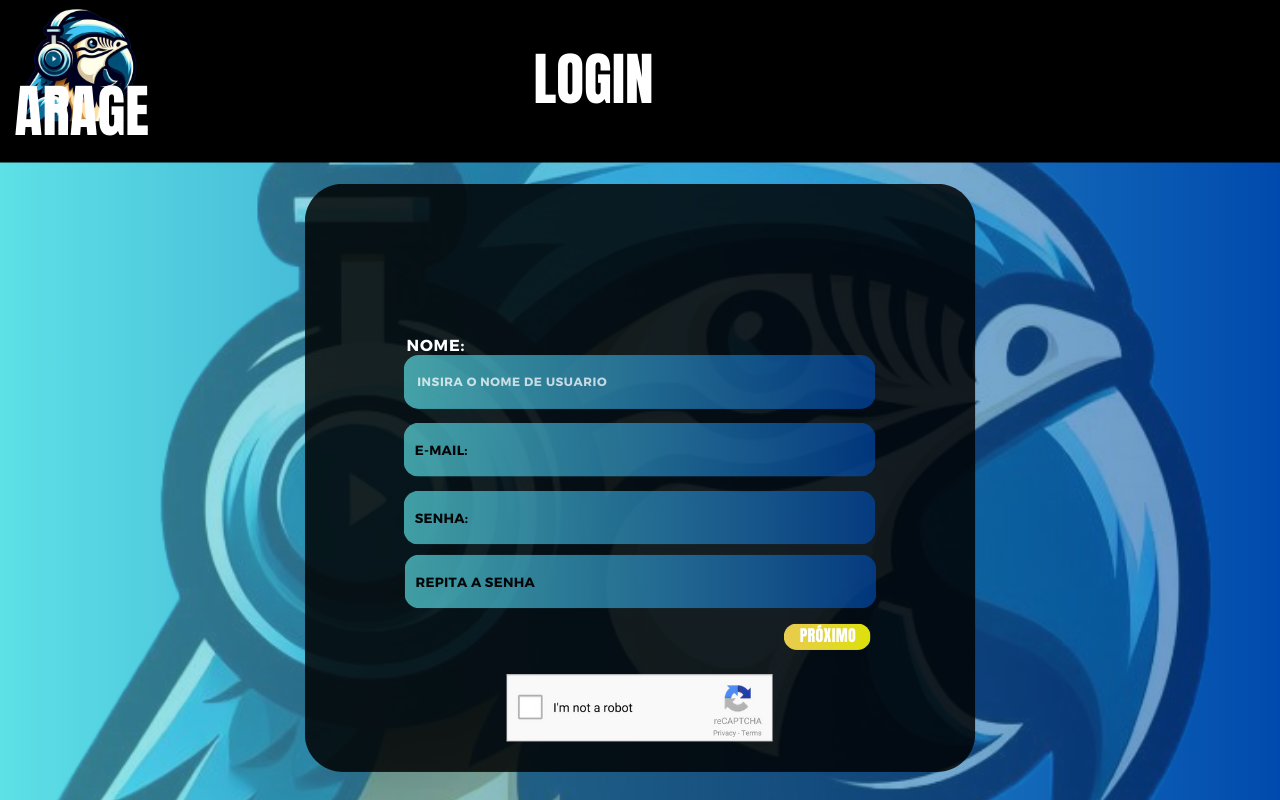 ARAGE
LOGIN
NOME:
INSIRA O NOME DE USUARIO
E-MAIL:
SENHA:
REPITA A SENHA
PRÓXIMO
I'm not a robot
reCAPTCHA
Privacy - Terms